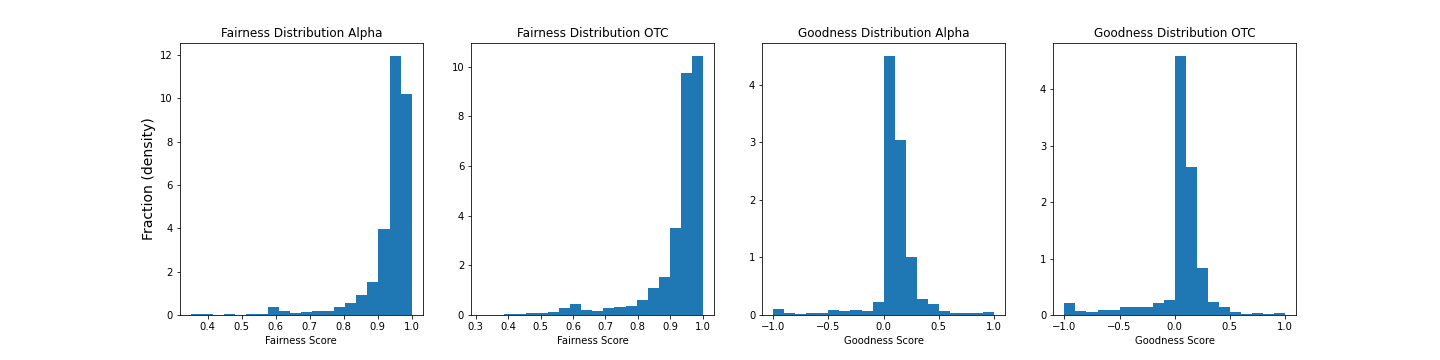 Fairness Distribution Alpha
Fraction (density)
12
10
8
6
4
2
0
0.4 0.5 0.6 0.7 0.8 0.9 1.0
Fairness Score
Fairness Distribution OTC
10
8
6
4
2
0
0.3 0.4 0.5 0.6 0.7 0.8 0.9 1.0
Fairness Score
Goodness Distribution Alpha
4
3
2
1
0
−1.0 −0.5 0.0 0.5 1.0
Goodness Score
Goodness Distribution OTC
4
3
2
1
0
−1.0 −0.5 0.0 0.5 1.0
Goodness Score